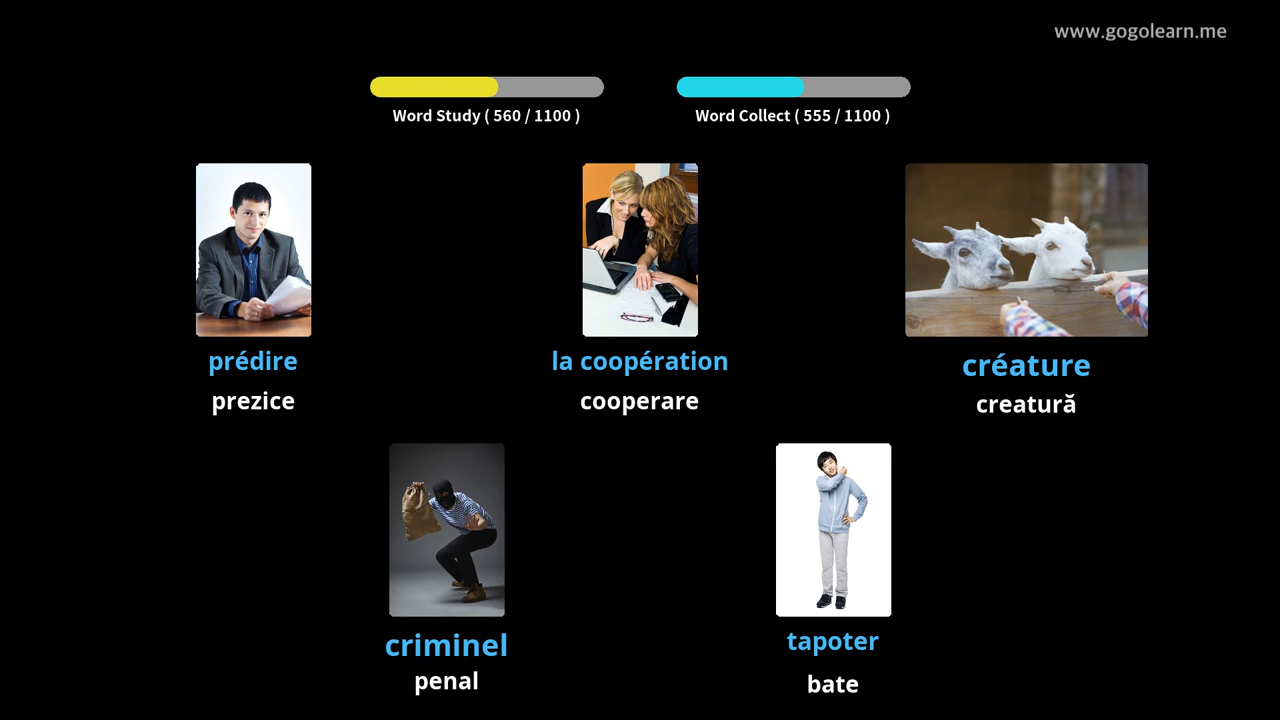 www.gogolearn.me
Word Study ( 560 / 1100 )
Word Collect ( 555 / 1100 )
prédire
prezice
la coopération
cooperare
créature
creatură
criminel
penal
tapoter
bate